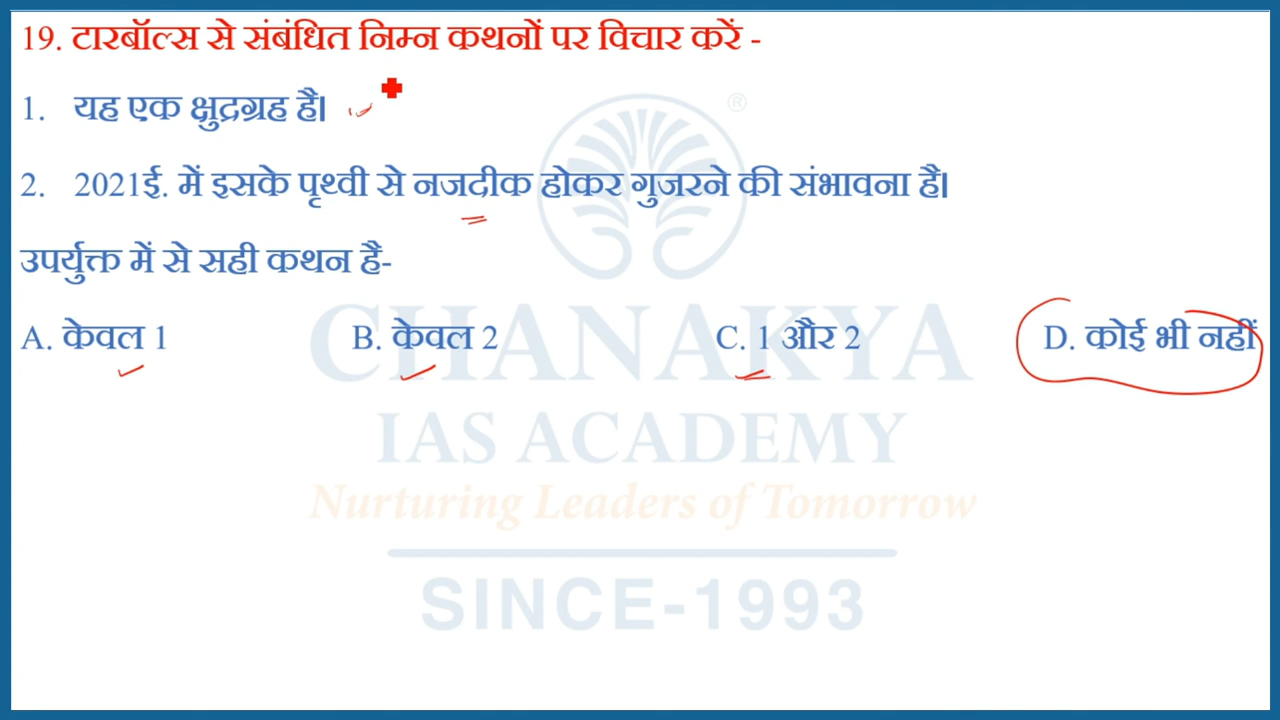 19. टारबॉल्स से संबंधित निम्न कथनों पर विचार करें -
1. यह एक क्षुद्रग्रह है।
2. 2021ई. में इसके पृथ्वी से नजदीक होकर गुजरने की संभावना है।
उपर्युक्त में से सही कथन है-
A. केवल 1 B. केवल 2 C. 1 और 2 D. कोई भी नहीं
CHANAKYA
IAS ACADEMY
Nurturing Leaders of Tomorrow
SINCE-1993
®